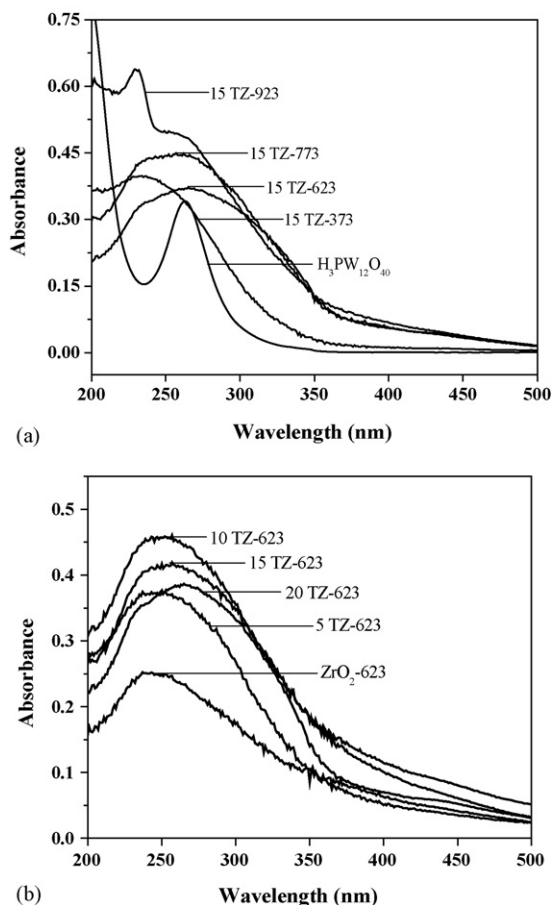 0.75
0.60
0.45
0.30
0.15
0.00
15 TZ-923
15 TZ-773
15 TZ-623
15 TZ-373
H₃PW₁₂O₄₀
Absorbance
200 250 300 350 400 450 500
Wavelength (nm)
(a)
0.5
0.4
0.3
0.2
0.1
0.0
10 TZ-623
15 TZ-623
20 TZ-623
5 TZ-623
ZrO₂-623
Absorbance
200 250 300 350 400 450 500
Wavelength (nm)
(b)